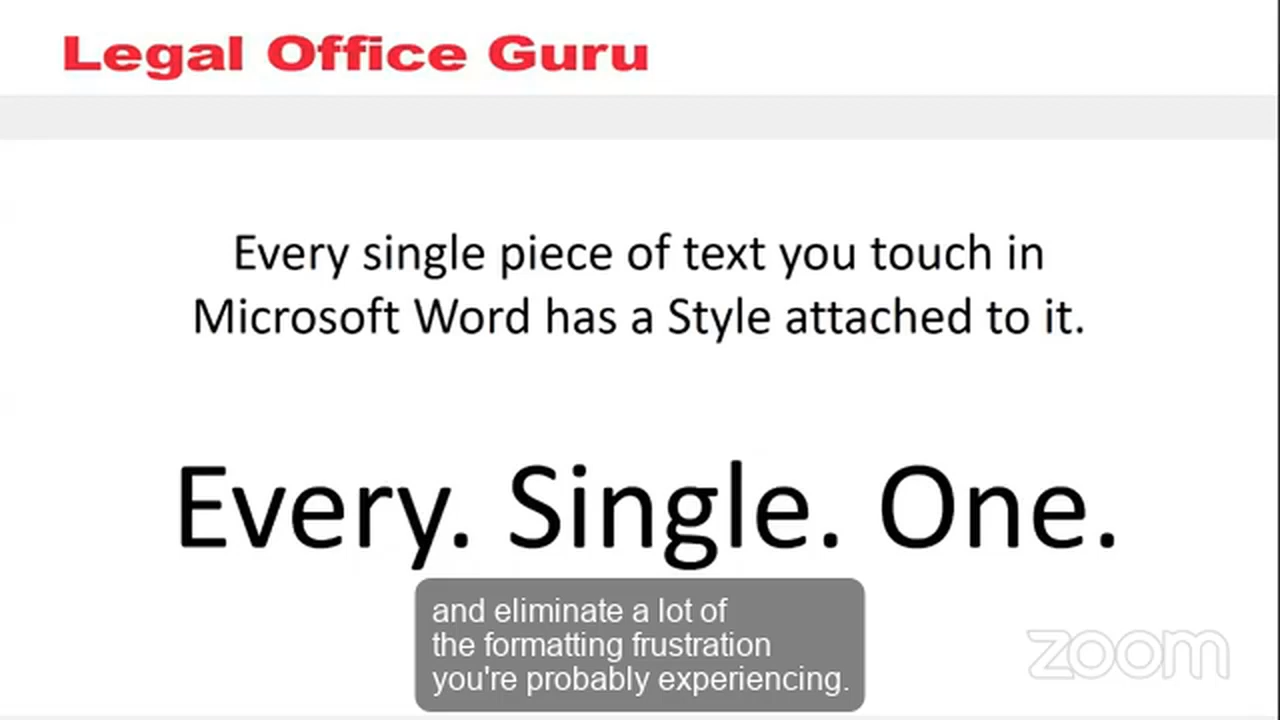 Legal Office Guru
Every single piece of text you touch in
Microsoft Word has a Style attached to it.
Every. Single. One.
and eliminate a lot of
the formatting frustration
you're probably experiencing.
zoom